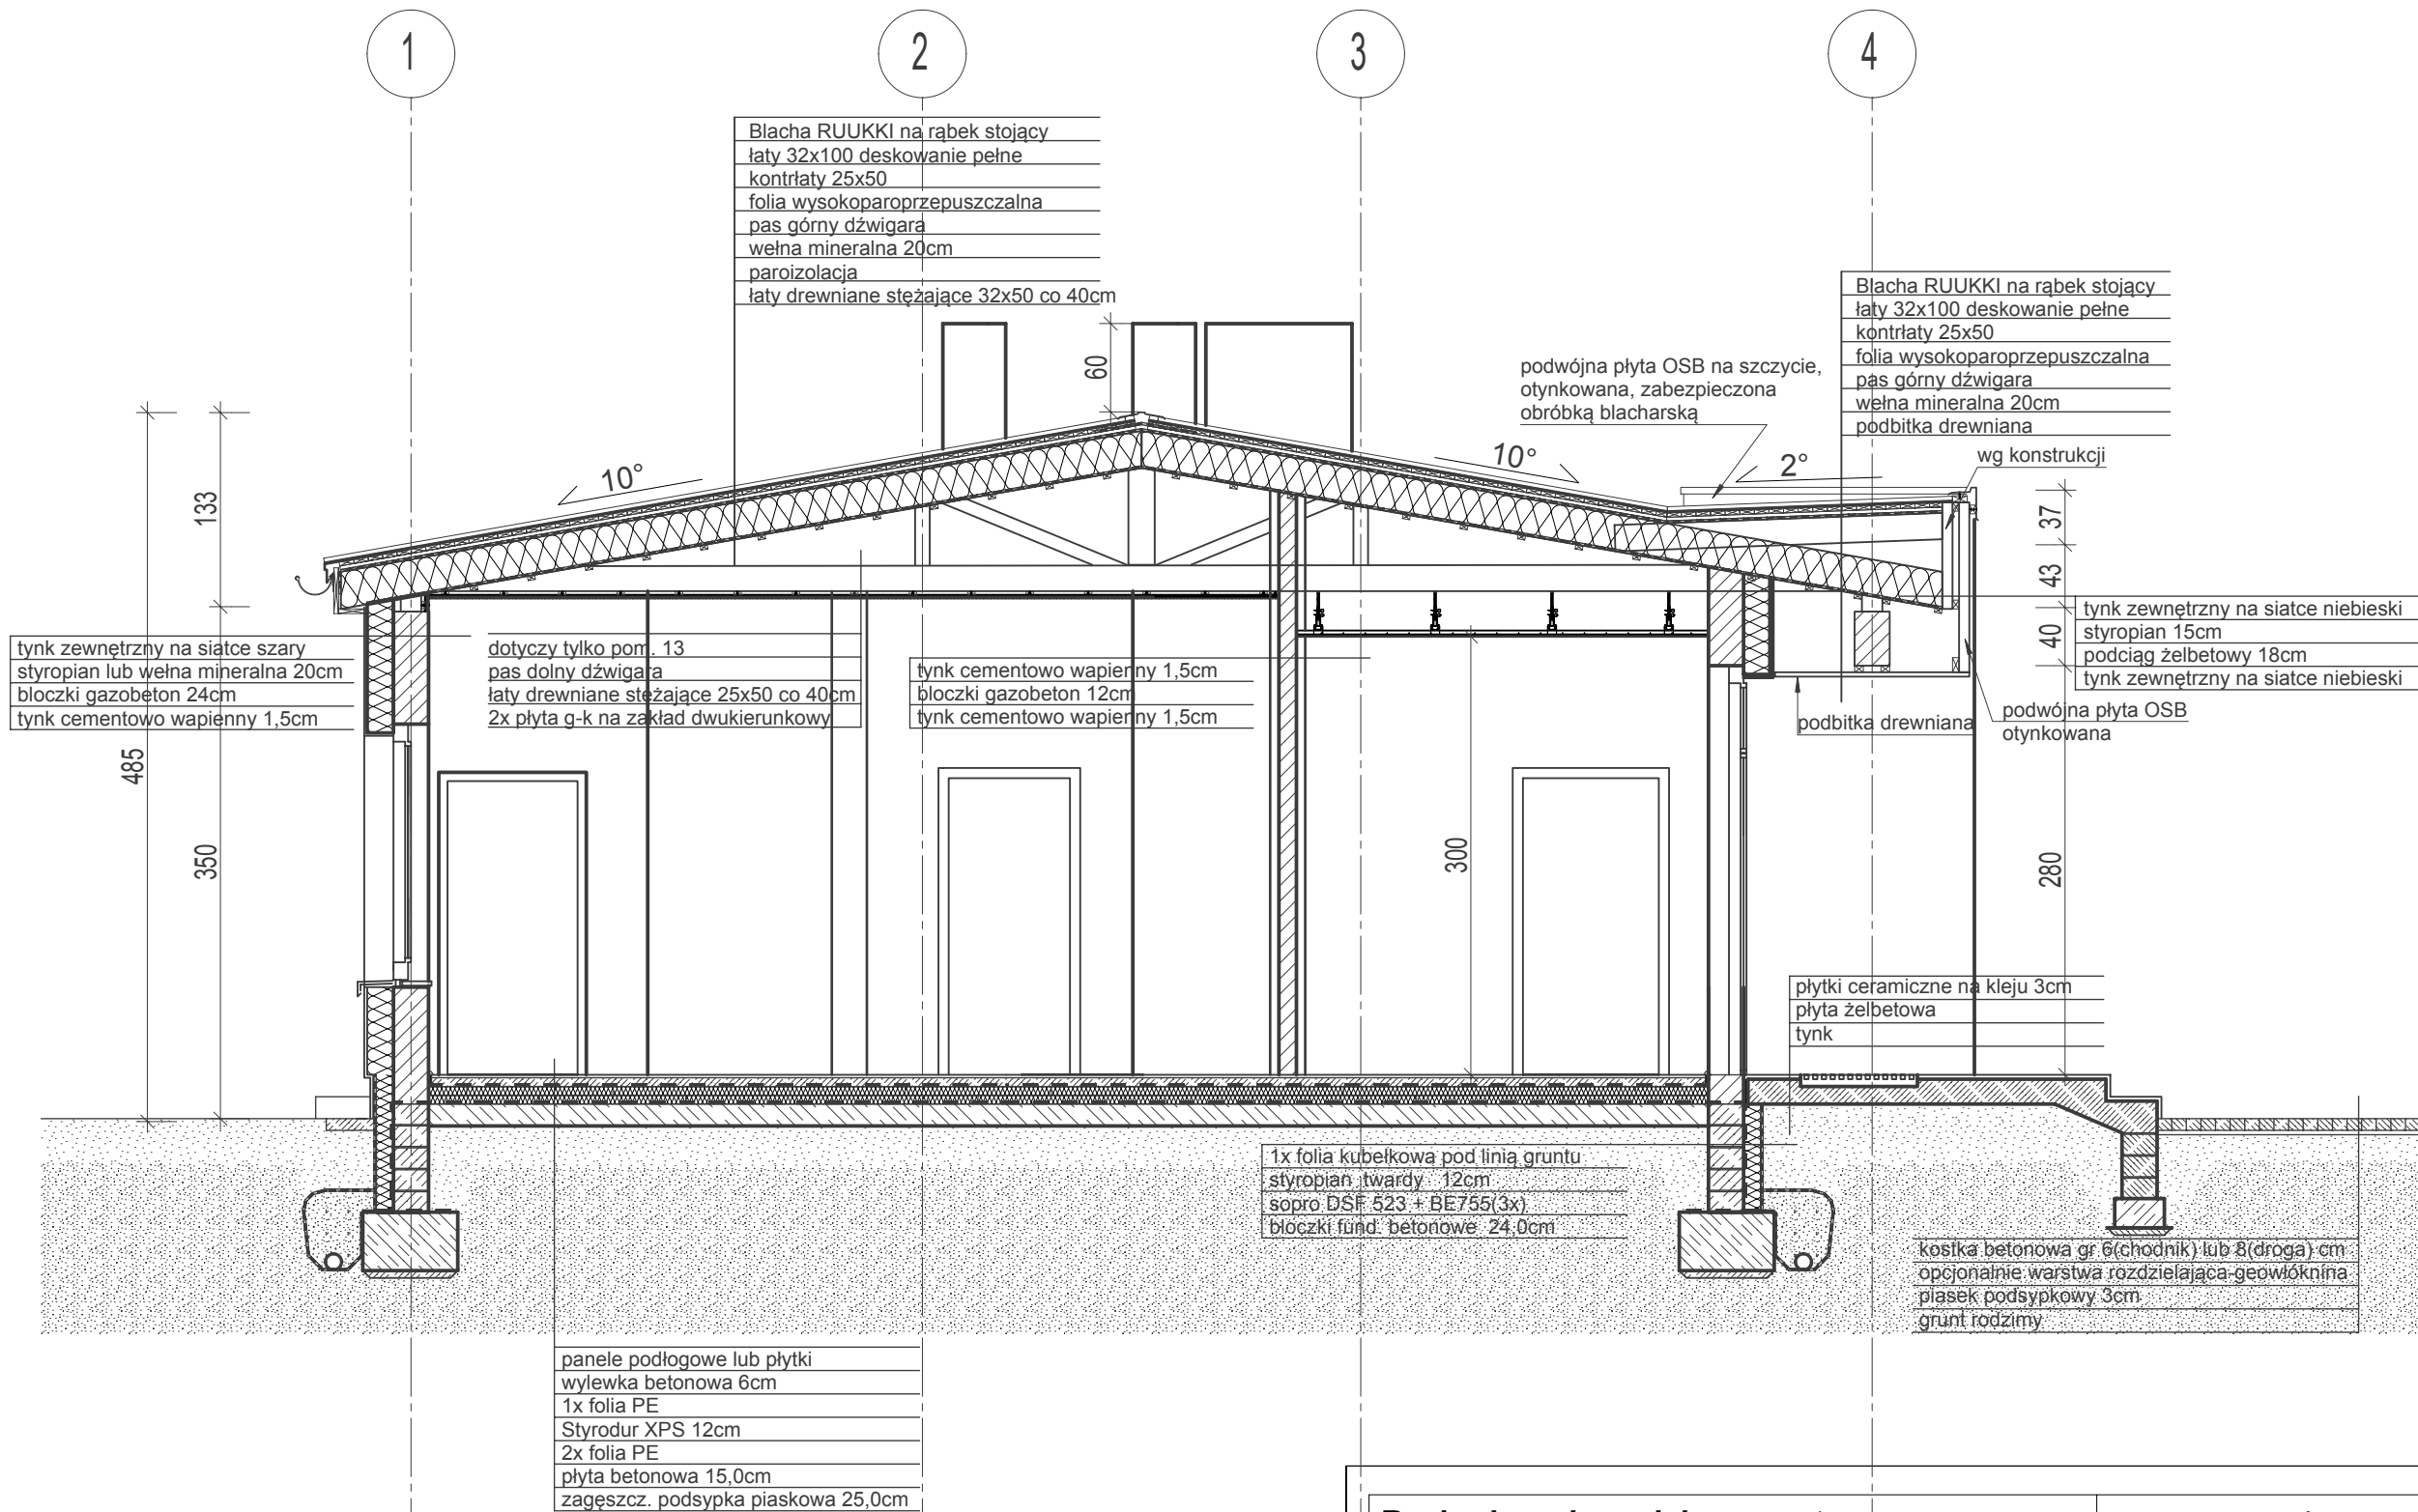 1
2
3
4
Blacha RUUKKI na rąbek stojący
łaty 32x100 deskowanie pełne
kontrłaty 25x50
folia wysokoparoprzepuszczalna
pas górny dźwigara
wełna mineralna 20cm
paroizolacja
łaty drewniane stężające 32x50 co 40cm
Blacha RUUKKI na rąbek stojący
łaty 32x100 deskowanie pełne
kontrłaty 25x50
folia wysokoparoprzepuszczalna
pas górny dźwigara
wełna mineralna 20cm
podbitka drewniana
podwójna płyta OSB na szczycie,
otynkowana, zabezpieczona
obróbką blacharską
wg konstrukcji
60
10°
10°
2°
133
485
350
37
43
40
280
300
tynk zewnętrzny na siatce szary
styropian lub wełna mineralna 20cm
bloczki gazobeton 24cm
tynk cementowo wapienny 1,5cm
dotyczy tylko pom. 13
pas dolny dźwigara
łaty drewniane stężające 25x50 co 40cm
2x płyta g-k na zakład dwukierunkowy
tynk cementowo wapienny 1,5cm
bloczki gazobeton 12cm
tynk cementowo wapienny 1,5cm
tynk zewnętrzny na siatce niebieski
styropian 15cm
podciąg żelbetowy 18cm
tynk zewnętrzny na siatce niebieski
podbitka drewniana
podwójna płyta OSB
otynkowana
płytki ceramiczne na kleju 3cm
płyta żelbetowa
tynk
1x folia kubełkowa pod linią gruntu
styropian twardy 12cm
sopro DSF 523 + BE755(3x)
bloczki fund. betonowe 24,0cm
kostka betonowa gr 6(chodnik) lub 8(droga) cm
opcjonalnie warstwa rozdzielająca-geowłóknina
piasek podsypkowy 3cm
grunt rodzimy
panele podłogowe lub płytki
wylewka betonowa 6cm
1x folia PE
Styrodur XPS 12cm
2x folia PE
płyta betonowa 15,0cm
zagęszcz. podsypka piaskowa 25,0cm